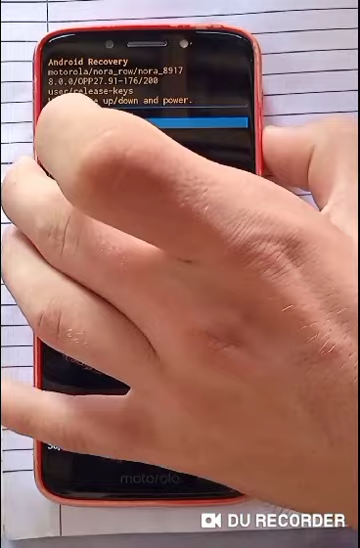 Android Recovery
motorola/nora_row/nora_8917
8.0.0/OPP27.91-176/200
user/release-keys
up/down and power.
motorola
DU RECORDER